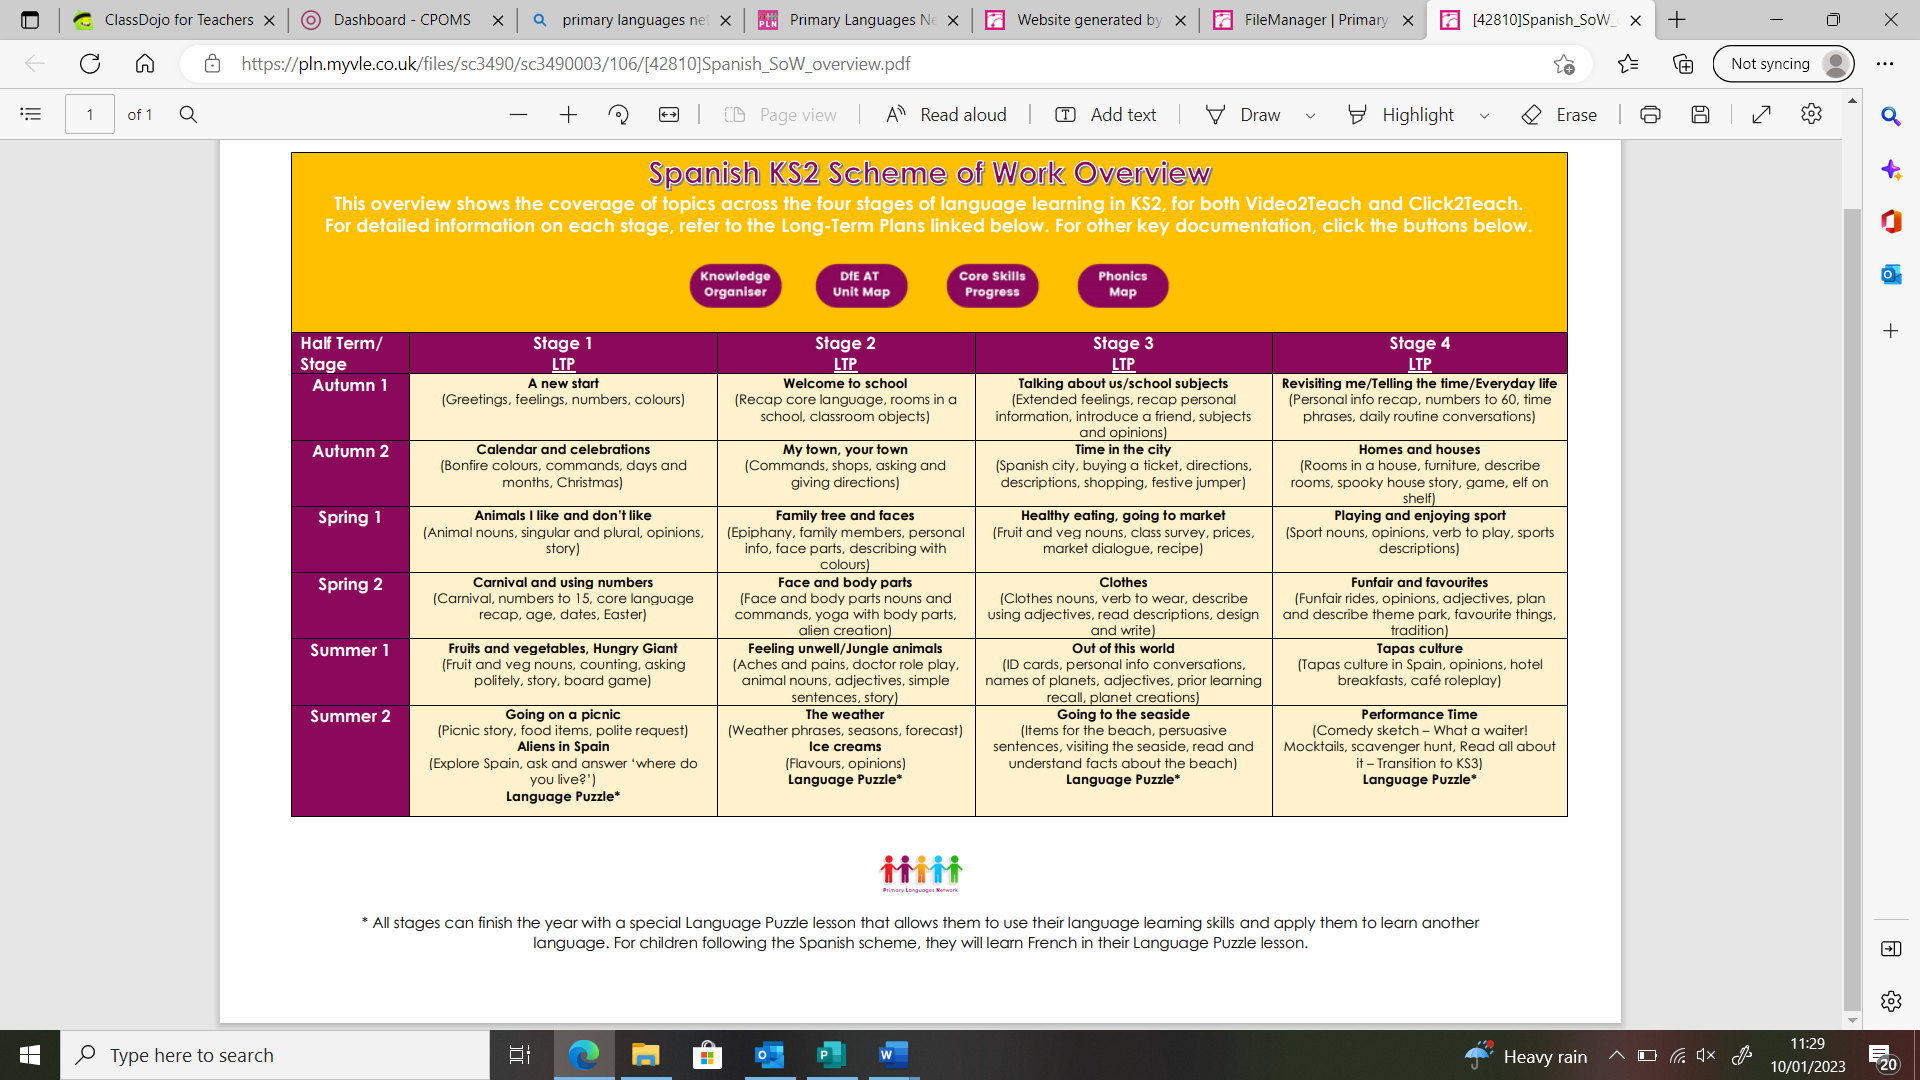 ClassDojo for Teachers
Dashboard - CPOMS
primary languages net
Primary Languages Ne
Website generated by
FileManager | Primary
[42810]Spanish_SoW_
https://pln.myvle.co.uk/files/sc3490/sc3490003/106/[42810]Spanish_SoW_overview.pdf
Not syncing
1 of 1
Page view
Read aloud
Add text
Draw
Highlight
Erase
Spanish KS2 Scheme of Work Overview
This overview shows the coverage of topics across the four stages of language learning in KS2, for both Video2Teach and Click2Teach.
For detailed information on each stage, refer to the Long-Term Plans linked below. For other key documentation, click the buttons below.
Knowledge
Organiser
DfE AT
Unit Map
Core Skills
Progress
Phonics
Map
Half Term/
Stage
Stage 1
LTP
Stage 2
LTP
Stage 3
LTP
Stage 4
LTP
Autumn 1
A new start
(Greetings, feelings, numbers, colours)
Welcome to school
(Recap core language, rooms in a
school, classroom objects)
Talking about us/school subjects
(Extended feelings, recap personal
information, introduce a friend, subjects
and opinions)
Revisiting me/Telling the time/Everyday life
(Personal info recap, numbers to 60, time
phrases, daily routine conversations)
Autumn 2
Calendar and celebrations
(Bonfire colours, commands, days and
months, Christmas)
My town, your town
(Commands, shops, asking and
giving directions)
Time in the city
(Spanish city, buying a ticket, directions,
descriptions, shopping, festive jumper)
Homes and houses
(Rooms in a house, furniture, describe
rooms, spooky house story, game, elf on
shelf)
Spring 1
Animals I like and don't like
(Animal nouns, singular and plural, opinions,
story)
Family tree and faces
(Epiphany, family members, personal
info, face parts, describing with
colours)
Healthy eating, going to market
(Fruit and veg nouns, class survey, prices,
market dialogue, recipe)
Playing and enjoying sport
(Sport nouns, opinions, verb to play, sports
descriptions)
Spring 2
Carnival and using numbers
(Carnival, numbers to 15, core language
recap, age, dates, Easter)
Face and body parts
(Face and body parts nouns and
commands, yoga with body parts,
alien creation)
Clothes
(Clothes nouns, verb to wear, describe
using adjectives, read descriptions, design
and write)
Funfair and favourites
(Funfair rides, opinions, adjectives, plan
and describe theme park, favourite things,
tradition)
Summer 1
Fruits and vegetables, Hungry Giant
(Fruit and veg nouns, counting, asking
politely, story, board game)
Feeling unwell/Jungle animals
(Aches and pains, doctor role play,
animal nouns, adjectives, simple
sentences, story)
Out of this world
(ID cards, personal info conversations,
names of planets, adjectives, prior learning
recall, planet creations)
Tapas culture
(Tapas culture in Spain, opinions, hotel
breakfasts, café roleplay)
Summer 2
Going on a picnic
(Picnic story, food items, polite request)
Aliens in Spain
(Explore Spain, ask and answer 'where do
you live?')
Language Puzzle*
The weather
(Weather phrases, seasons, forecast)
Ice creams
(Flavours, opinions)
Language Puzzle*
Going to the seaside
(Items for the beach, persuasive
sentences, visiting the seaside, read and
understand facts about the beach)
Language Puzzle*
Performance Time
(Comedy sketch – What a waiter!
Mocktails, scavenger hunt, Read all about
it – Transition to KS3)
Language Puzzle*
Primary Languages Network
* All stages can finish the year with a special Language Puzzle lesson that allows them to use their language learning skills and apply them to learn another
language. For children following the Spanish scheme, they will learn French in their Language Puzzle lesson.
Type here to search
Heavy rain
11:29
10/01/2023
20